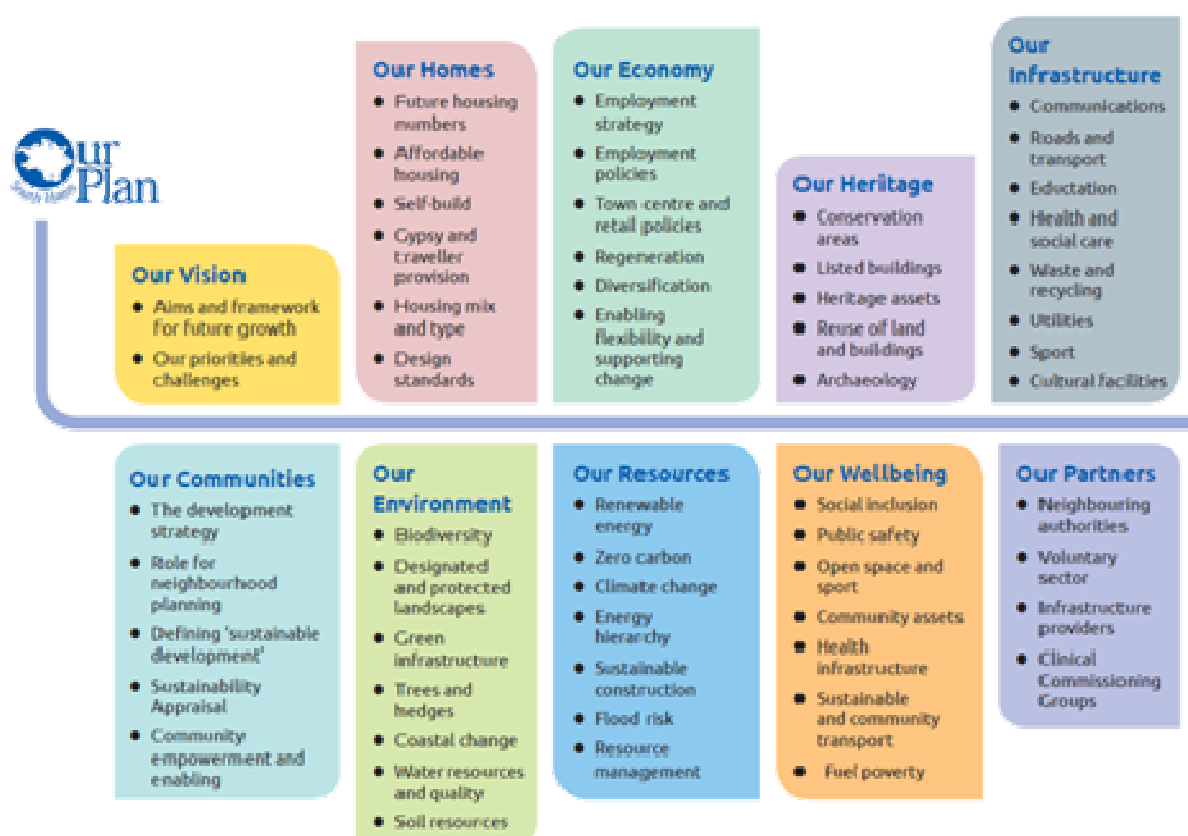 Our
Plan
South Hams
Our Vision
● Aims and framework
for future growth
● Our priorities and
challenges
Our Homes
● Future housing
numbers
● Affordable
housing
● Self-build
● Gypsy and
traveller
provision
● Housing mix
and type
● Design
standards
Our Economy
● Employment
strategy
● Employment
policies
● Town centre and
retail policies
● Regeneration
● Diversification
● Enabling
flexibility and
supporting
change
Our Heritage
● Conservation
areas
● Listed buildings
● Heritage assets
● Reuse of land
and buildings
● Archaeology
Our
Infrastructure
● Communications
● Roads and
transport
● Eductation
● Health and
social care
● Waste and
recycling
● Utilities
● Sport
● Cultural facilities
Our Communities
● The development
strategy
● Role for
neighbourhood
planning
● Defining 'sustainable
development'
● Sustainability
Appraisal
● Community
empowerment and
enabling
Our
Environment
● Biodiversity
● Designated
and protected
landscapes
● Green
infrastructure
● Trees and
hedges
● Coastal change
● Water resources
and quality
● Soil resources
Our Resources
● Renewable
energy
● Zero carbon
● Climate change
● Energy
hierarchy
● Sustainable
construction
● Flood risk
● Resource
management
Our Wellbeing
● Social inclusion
● Public safety
● Open space and
sport
● Community assets
● Health
infrastructure
● Sustainable
and community
transport
● Fuel poverty
Our Partners
● Neighbouring
authorities
● Voluntary
sector
● Infrastructure
providers
● Clinical
Commissioning
Groups